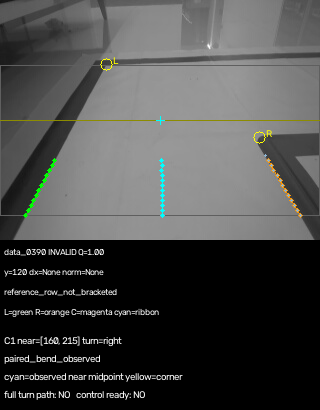 L
R
data_0390 INVALID Q=1.00
y=120 dx=None norm=None
reference_row_not_bracketed
L=green R=orange C=magenta cyan=ribbon
C1 near=[160, 215] turn=right
paired_bend_observed
cyan=observed near midpoint yellow=corner
full turn path: NO control ready: NO